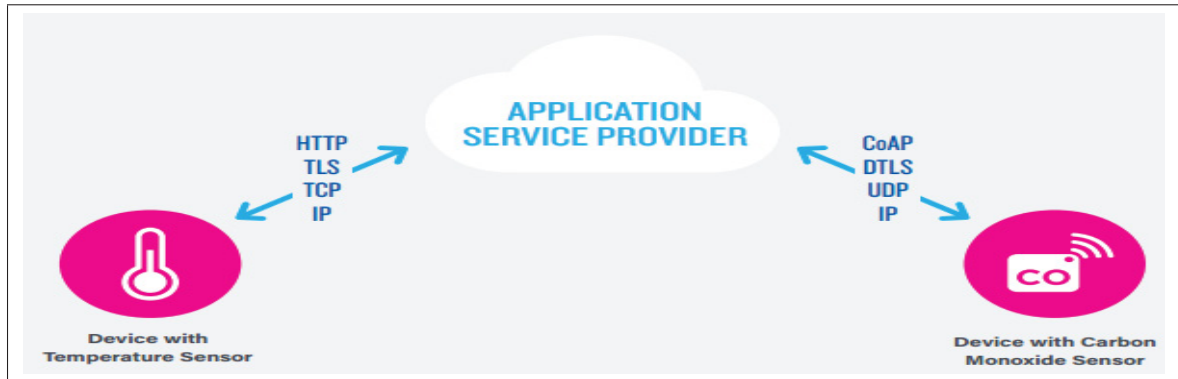 APPLICATION
SERVICE PROVIDER
HTTP
TLS
TCP
IP
CoAP
DTLS
UDP
IP
CO
Device with
Temperature Sensor
Device with Carbon
Monoxide Sensor